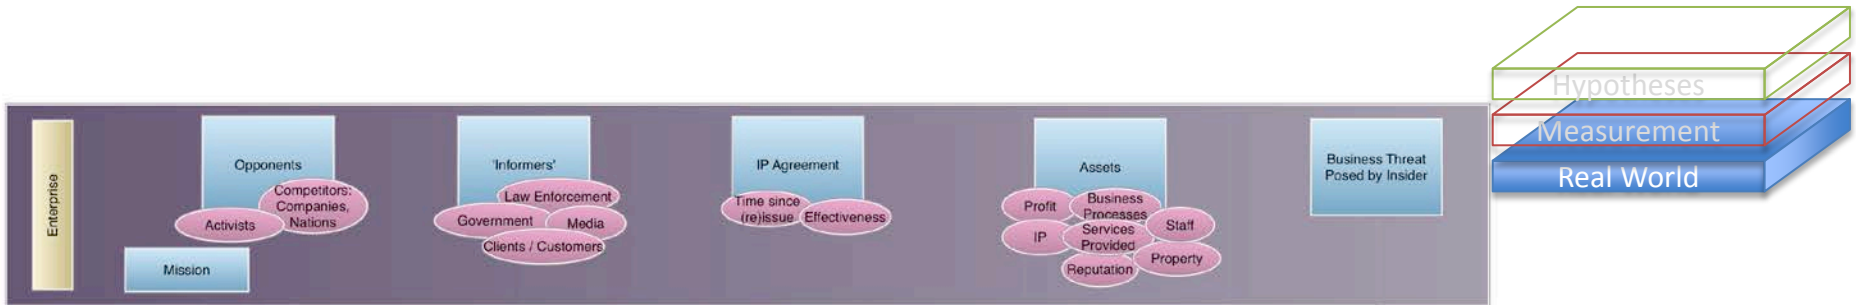 Enterprise
Opponents
Competitors:
Companies,
Nations
Activists
Mission
'Informers'
Law Enforcement
Government
Media
Clients / Customers
IP Agreement
Time since
(re)issue
Effectiveness
Assets
Profit
Business
Processes
Staff
IP
Services
Provided
Property
Reputation
Business Threat
Posed by Insider
Hypotheses
Measurement
Real World